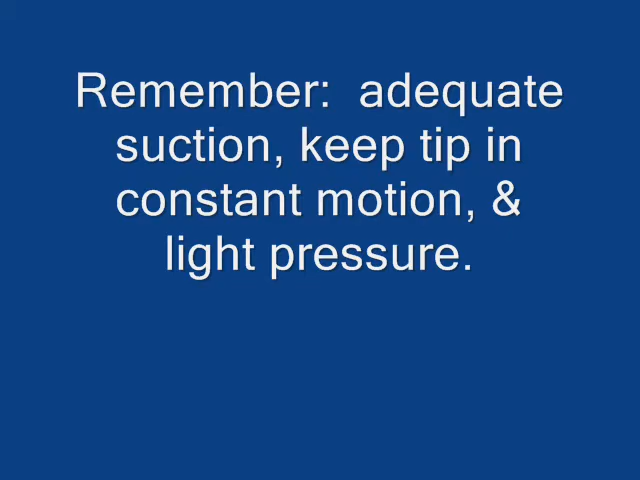 Remember:  adequate
suction, keep tip in
constant motion, &
light pressure.